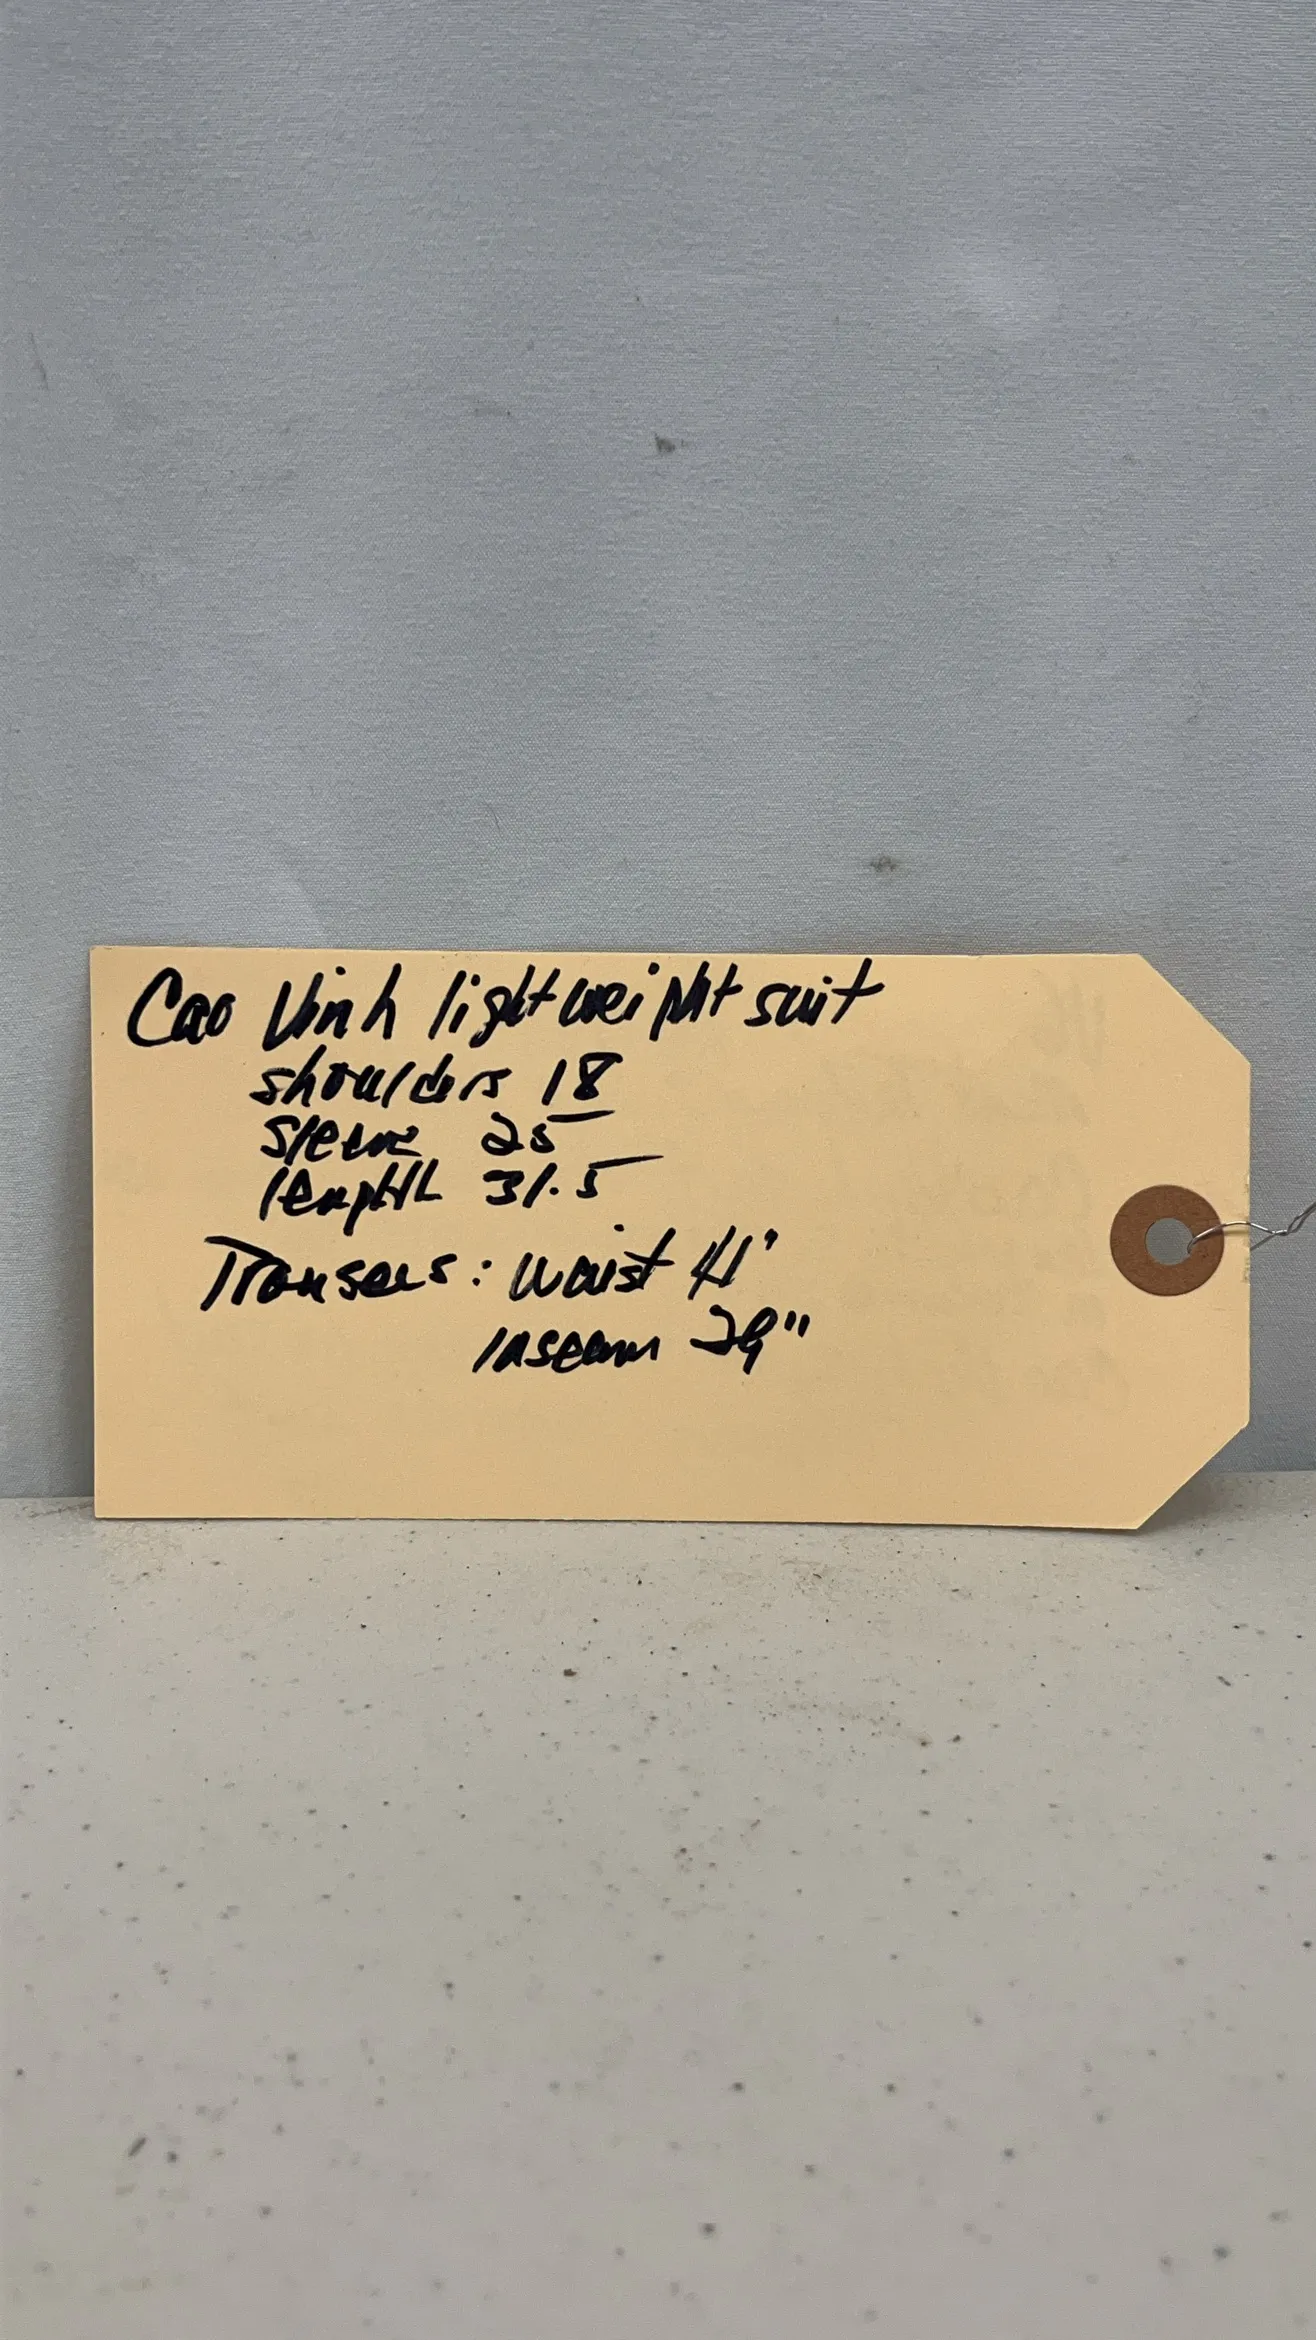 Cao Vinh lightweight suit
shoulders 18
sleeve 25
length 31.5
Trousers: waist 41"
inseam 29"